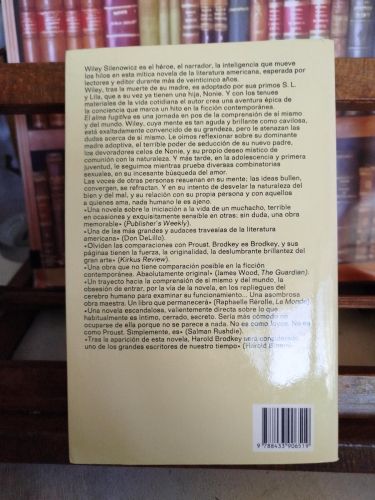 Wiley Silenowicz es el héroe, el narrador, la inteligencia que mueve
los hilos en esta mítica novela de la literatura americana, esperada por
lectores y editor durante más de veinticinco años.
Wiley, tras la muerte de su madre, es adoptado por sus primos S. L.
y Lila, que a su vez ya tienen una hija, Nonie. Y con los tenues
materiales de la vida cotidiana el autor crea una aventura épica de
la conciencia que marca un hito en la ficción contemporánea.
El alma fugitiva es una jornada en pos de la comprensión de sí mismo
y del mundo. Wiley, cuya mente es tan aguda y brillante como cavilosa,
está exaltadamente convencido de su grandeza, pero le atenazan las
dudas acerca de sí mismo. Le oímos reflexionar sobre su dominante
madre adoptiva, el terrible poder de seducción de su nuevo padre,
los devoradores celos de Nonie, y su propio deseo místico de
comunión con la naturaleza. Y más tarde, en la adolescencia y primera
juventud, le seguimos mientras prueba diversas combinatorias
sexuales, en su incesante búsqueda del amor.
Las voces de otras personas resuenan en su mente; las ideas bullen,
convergen, se refractan. Y en su intento de desvelar la naturaleza del
bien y del mal, y su relación con su propia persona y con aquellos
a quienes ama, nada humano le es ajeno.
«Una novela sobre la iniciación a la vida de un muchacho, terrible
en ocasiones y exquisitamente sensible en otras: sin duda, una obra
memorable» (Publisher's Weekly).
«Una de las más grandes y audaces travesías de la literatura
americana» (Don DeLillo).
«Olviden las comparaciones con Proust. Brodkey es Brodkey, y sus
páginas tienen la fuerza, la originalidad, la deslumbrante brillantez
del gran arte» (Kirkus Review).
«Una obra que no tiene comparación posible en la ficción
contemporánea. Absolutamente original» (James Wood, The Guardian).
«Un trayecto hacia la comprensión de sí mismo y del mundo, la
obsesión de entrar, por la vía de la novela, en los repliegues del
cerebro humano para examinar su funcionamiento... Una asombrosa
obra maestra. Un libro que permanecerá» (Raphaëlle Rérolle, Le Monde).
«Una novela escandalosa, valientemente directa sobre lo que
habitualmente es íntimo, cerrado, secreto. Sería más cómodo no
ocuparse de ella porque no se parece a nada. No es como Joyce. No es
como Proust. Simplemente, es» (Salman Rushdie).
«Tras la aparición de esta novela, Harold Brodkey será considerado
uno de los grandes escritores de nuestro tiempo» (Harold Bloom).
9 788433 906519